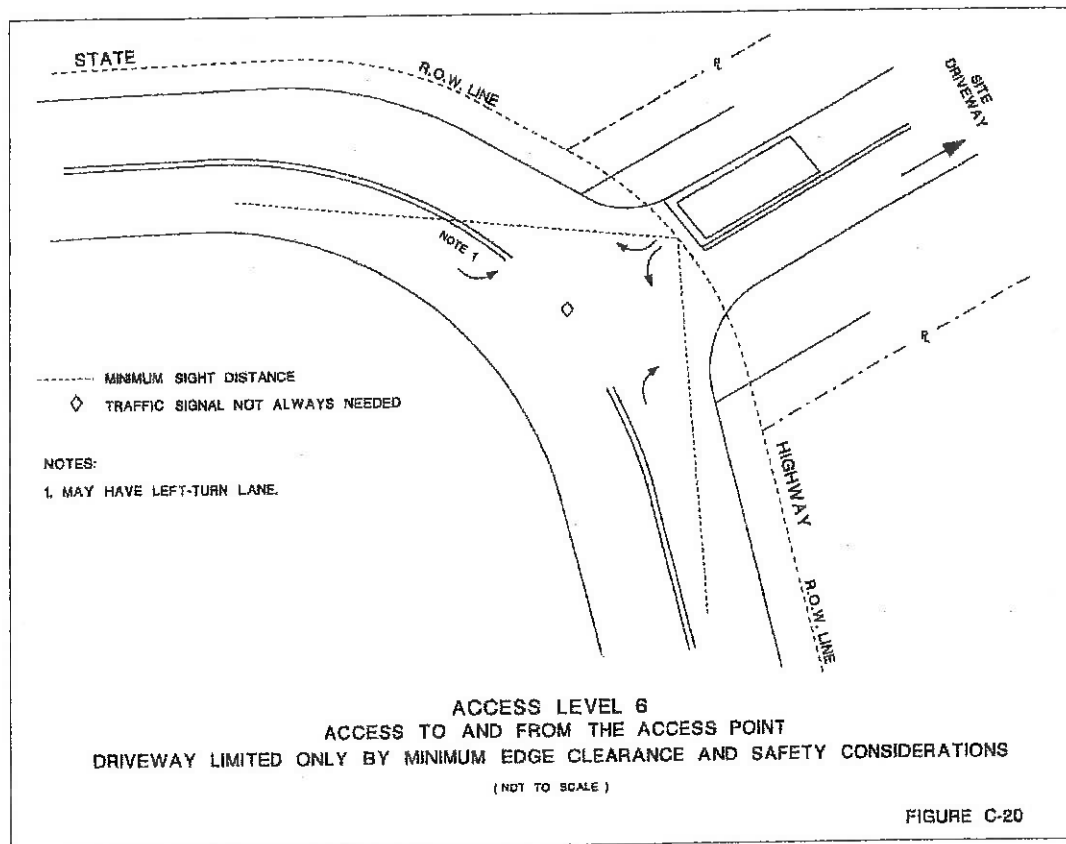 STATE
R.O.W. LINE
℄
SITE
DRIVEWAY
NOTE 1
℄
MINIMUM SIGHT DISTANCE
TRAFFIC SIGNAL NOT ALWAYS NEEDED
NOTES:
1. MAY HAVE LEFT-TURN LANE.
HIGHWAY
R.O.W. LINE
ACCESS LEVEL 6
ACCESS TO AND FROM THE ACCESS POINT
DRIVEWAY LIMITED ONLY BY MINIMUM EDGE CLEARANCE AND SAFETY CONSIDERATIONS
( NOT TO SCALE )
FIGURE C-20